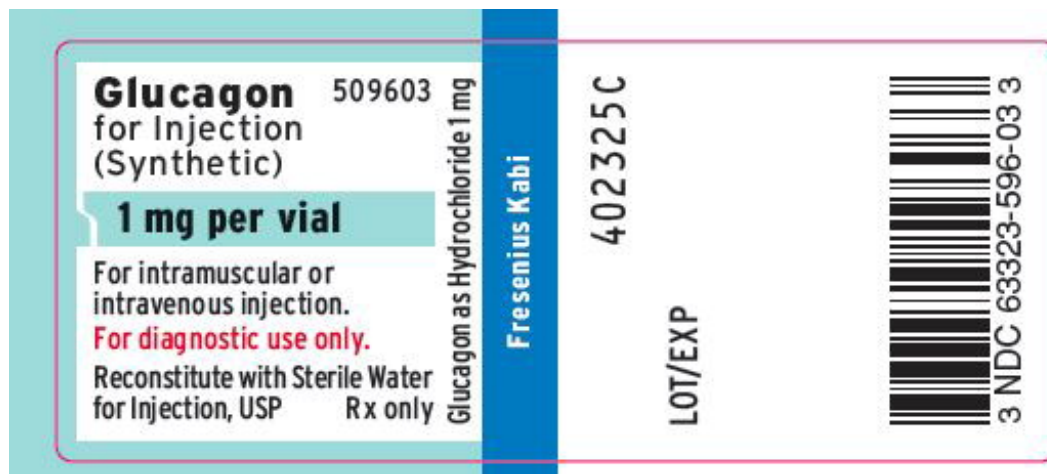 Glucagon 509603
for Injection
(Synthetic)
1 mg per vial
For intramuscular or
intravenous injection.
For diagnostic use only.
Reconstitute with Sterile Water
for Injection, USP Rx only
Glucagon as Hydrochloride 1 mg
Fresenius Kabi
402325C
LOT/EXP
3 NDC 63323-596-03 3